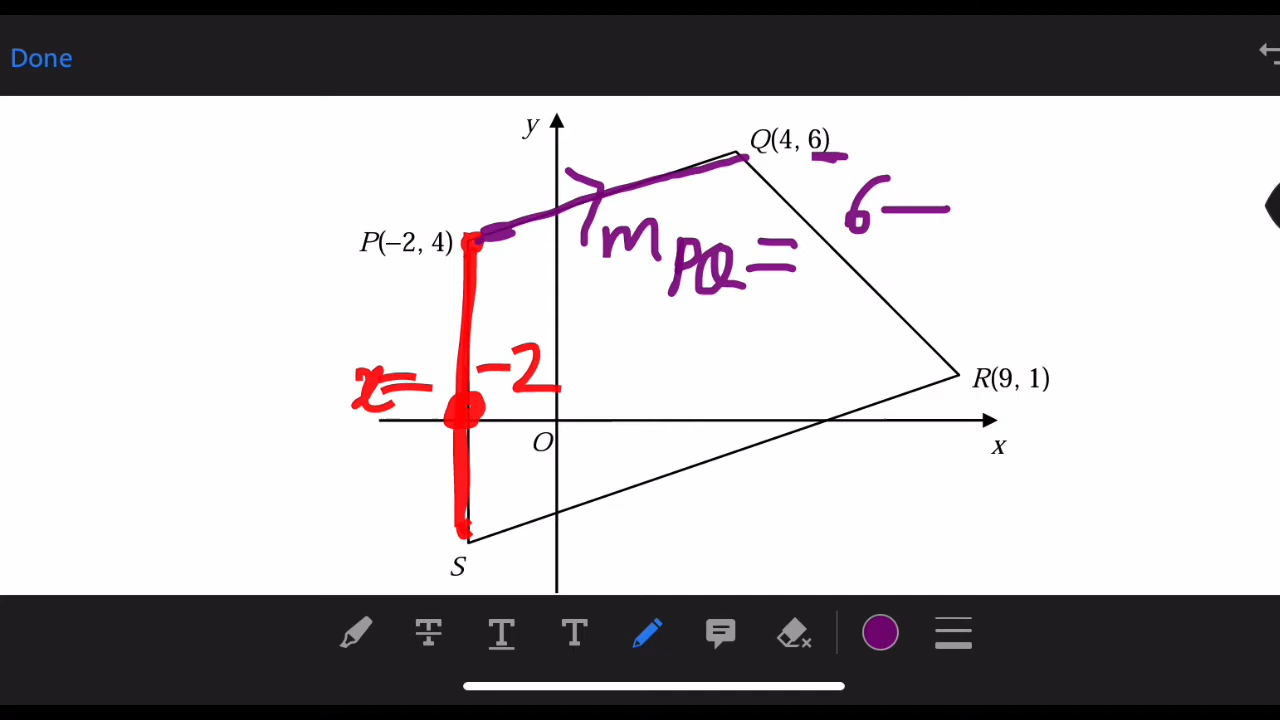 Done
y
Q(4, 6)
6 —
P(−2, 4)
m PQ =
x = −2
R(9, 1)
O
x
S
T T T